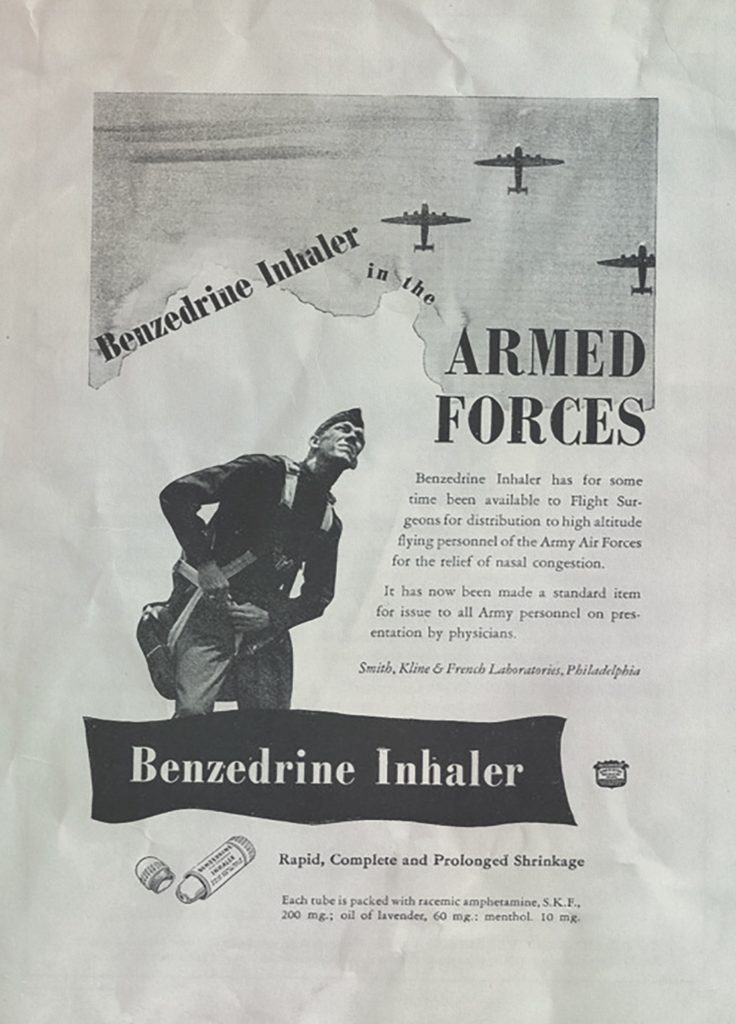 Benzedrine Inhaler
in the
ARMED
FORCES
Benzedrine Inhaler has for some
time been available to Flight Sur-
geons for distribution to high altitude
flying personnel of the Army Air Forces
for the relief of nasal congestion.
It has now been made a standard item
for issue to all Army personnel on pres-
entation by physicians.
Smith, Kline & French Laboratories, Philadelphia
Benzedrine Inhaler
BENZEDRINE
INHALER
Rapid, Complete and Prolonged Shrinkage
Each tube is packed with racemic amphetamine, S.K.F.,
200 mg.; oil of lavender, 60 mg.: menthol. 10 mg.